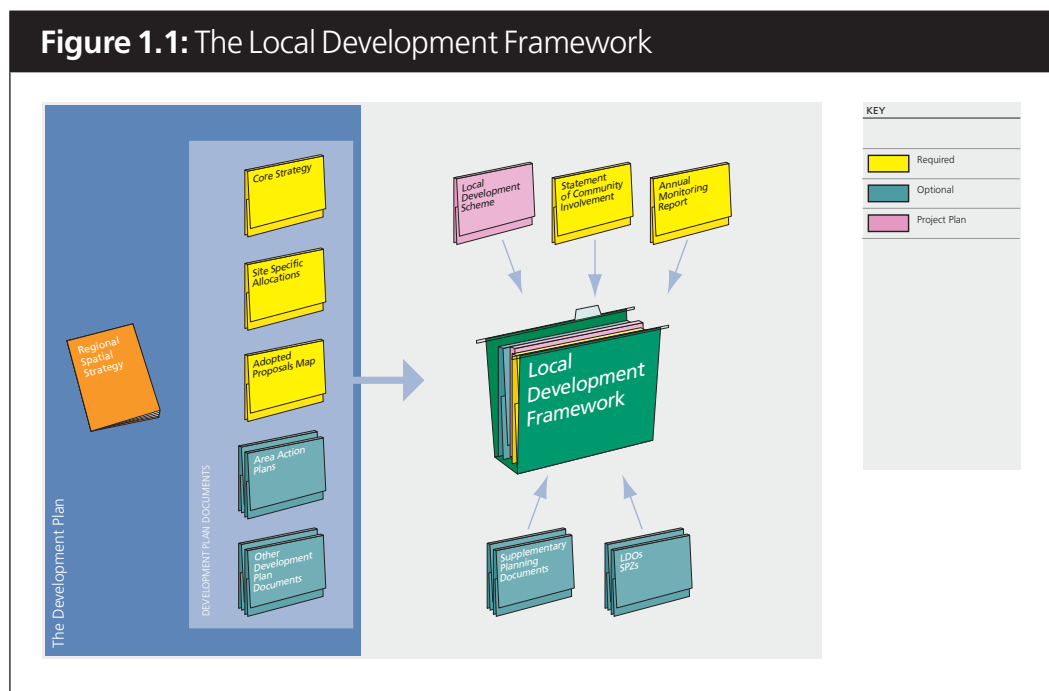 Figure 1.1: The Local Development Framework
The Development Plan
Regional
Spatial
Strategy
DEVELOPMENT PLAN DOCUMENTS
Core Strategy
Site Specific
Allocations
Adopted
Proposals Map
Area Action
Plans
Other
Development
Plan
Documents
Local
Development
Scheme
Statement
of Community
Involvement
Annual
Monitoring
Report
Local
Development
Framework
Supplementary
Planning
Documents
LDOs
SPZs
KEY
Required
Optional
Project Plan